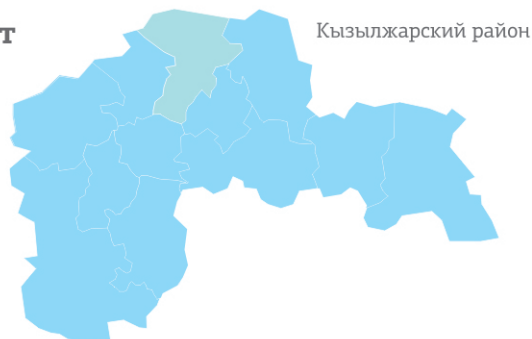 т
Кызылжарский район